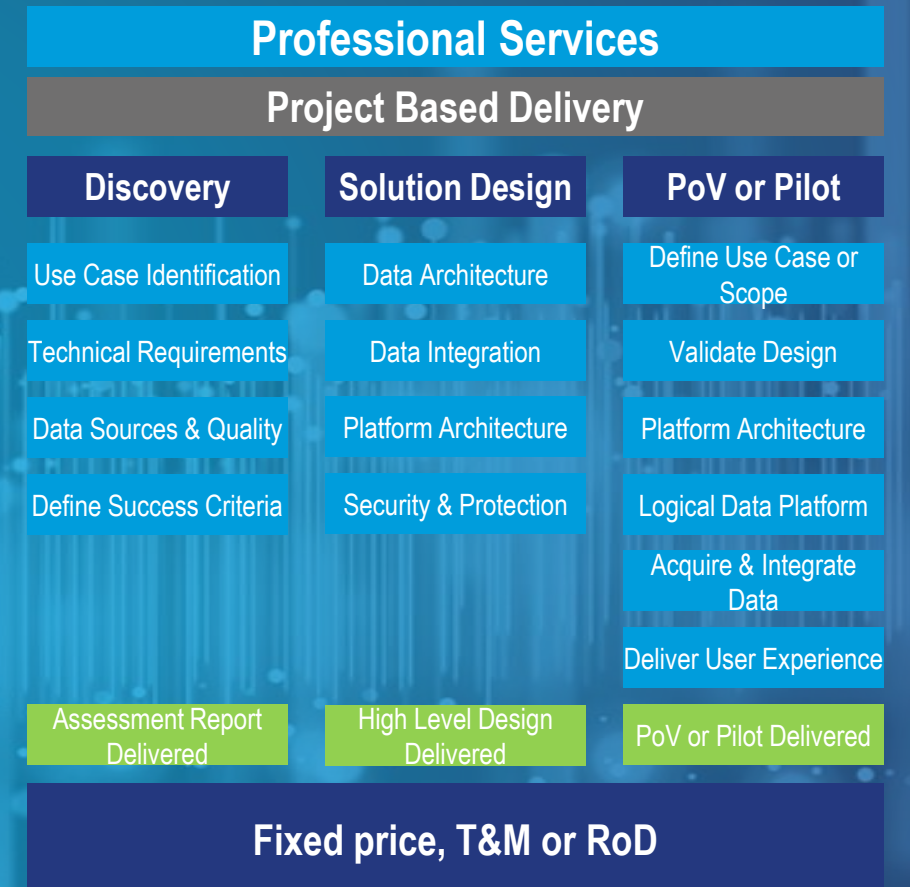 Professional Services
Project Based Delivery
Discovery
Use Case Identification
Technical Requirements
Data Sources & Quality
Define Success Criteria
Assessment Report
Delivered
Solution Design
Data Architecture
Data Integration
Platform Architecture
Security & Protection
High Level Design
Delivered
PoV or Pilot
Define Use Case or
Scope
Validate Design
Platform Architecture
Logical Data Platform
Acquire & Integrate
Data
Deliver User Experience
PoV or Pilot Delivered
Fixed price, T&M or RoD